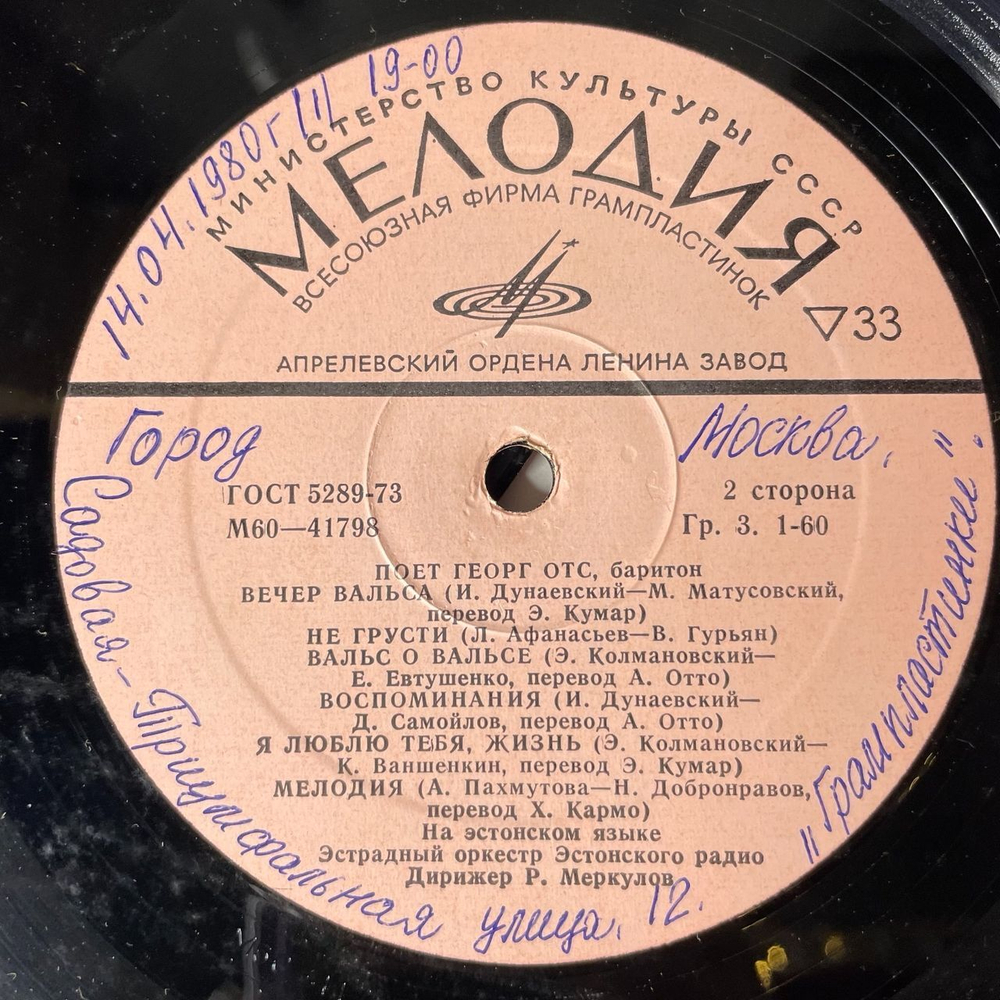 14.04.1980г 19-00
МИНИСТЕРСТВО КУЛЬТУРЫ СССР
МЕЛОДИЯ
ВСЕСОЮЗНАЯ ФИРМА ГРАМПЛАСТИНОК
33
АПРЕЛЕВСКИЙ ОРДЕНА ЛЕНИНА ЗАВОД
Город Москва,
ГОСТ 5289-73 2 сторона
М60—41798 Гр. 3. 1-60
ПОЕТ ГЕОРГ ОТС, баритон
ВЕЧЕР ВАЛЬСА (И. Дунаевский—М. Матусовский,
перевод Э. Кумар)
НЕ ГРУСТИ (Л. Афанасьев—В. Гурьян)
ВАЛЬС О ВАЛЬСЕ (Э. Колмановский—
Е. Евтушенко, перевод А. Отто)
ВОСПОМИНАНИЯ (И. Дунаевский—
Д. Самойлов, перевод А. Отто)
Я ЛЮБЛЮ ТЕБЯ, ЖИЗНЬ (Э. Колмановский—
К. Ваншенкин, перевод Э. Кумар)
МЕЛОДИЯ (А. Пахмутова—Н. Добронравов,
перевод Х. Кармо)
На эстонском языке
Эстрадный оркестр Эстонского радио
Дирижер Р. Меркулов
Садовая-Триумфальная улица. 12.
"Грампластинки".